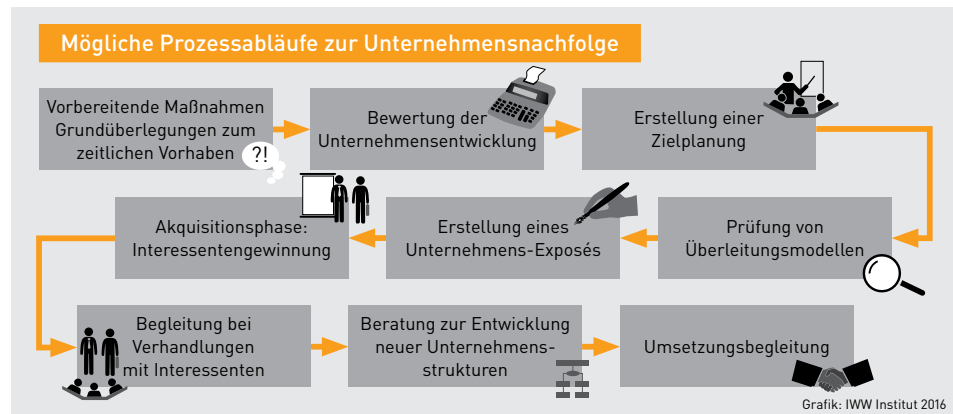 Mögliche Prozessabläufe zur Unternehmensnachfolge
Vorbereitende Maßnahmen
Grundüberlegungen zum
zeitlichen Vorhaben
?!
Bewertung der
Unternehmensentwicklung
Erstellung einer
Zielplanung
Prüfung von
Überleitungsmodellen
Erstellung eines
Unternehmens-Exposés
Akquisitionsphase:
Interessentengewinnung
Begleitung bei
Verhandlungen
mit Interessenten
Beratung zur Entwicklung
neuer Unternehmens-
strukturen
Umsetzungsbegleitung
Grafik: IWW Institut 2016